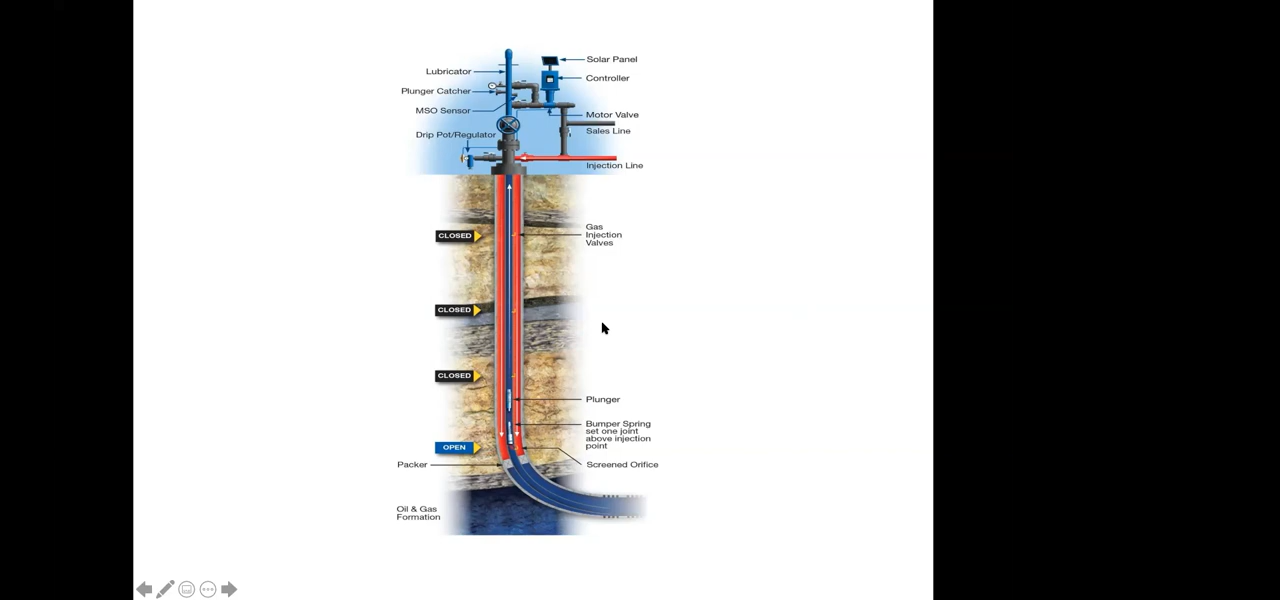 Solar Panel
Lubricator
Controller
Plunger Catcher
MSO Sensor
Motor Valve
Sales Line
Drip Pot/Regulator
Injection Line
Gas
Injection
Valves
CLOSED
CLOSED
CLOSED
Plunger
Bumper Spring
set one joint
above injection
point
OPEN
Packer
Screened Orifice
Oil & Gas
Formation